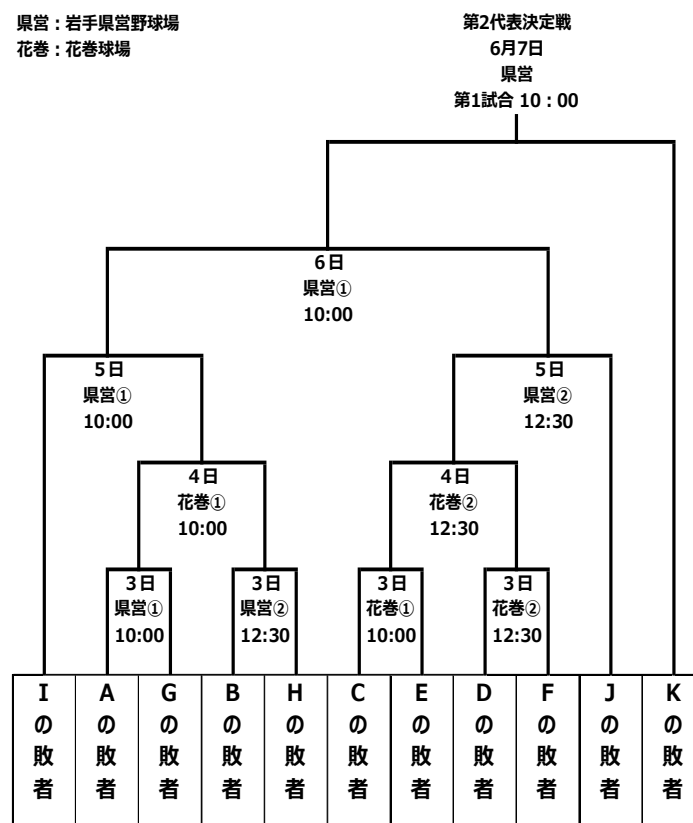 県営：岩手県営野球場
花巻：花巻球場
第2代表決定戦
6月7日
県営
第1試合 10：00
6日
県営①
10:00
5日
県営①
10:00
5日
県営②
12:30
4日
花巻①
10:00
4日
花巻②
12:30
3日
県営①
10:00
3日
県営②
12:30
3日
花巻①
10:00
3日
花巻②
12:30
Iの敗者
Aの敗者
Gの敗者
Bの敗者
Hの敗者
Cの敗者
Eの敗者
Dの敗者
Fの敗者
Jの敗者
Kの敗者